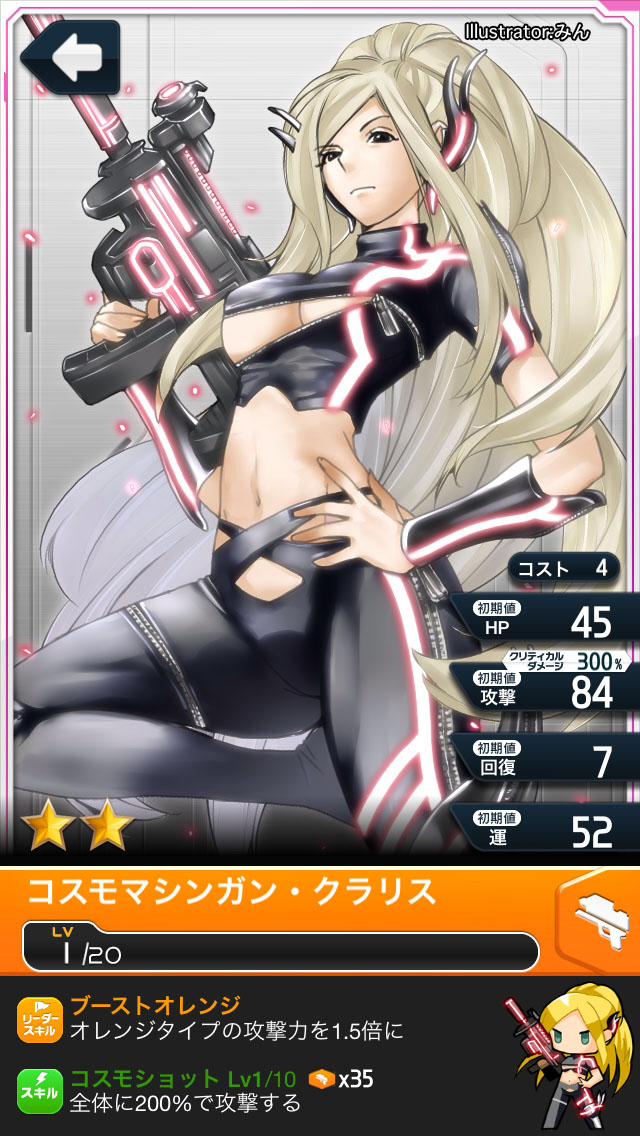 Illustrator:みん
コスト 4
初期値
HP 45
クリティカル
ダメージ 300%
初期値
攻撃 84
初期値
回復 7
初期値
運 52
コスモマシンガン・クラリス
LV
1/20
リーダー
スキル
ブーストオレンジ
オレンジタイプの攻撃力を1.5倍に
スキル
コスモショット Lv1/10 x35
全体に200%で攻撃する